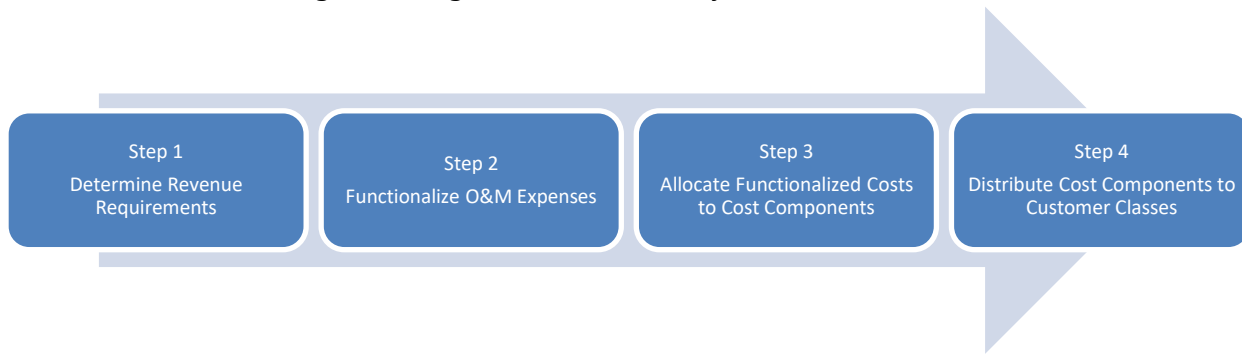 Step 1
Determine Revenue
Requirements
Step 2
Functionalize O&M Expenses
Step 3
Allocate Functionalized Costs
to Cost Components
Step 4
Distribute Cost Components to
Customer Classes